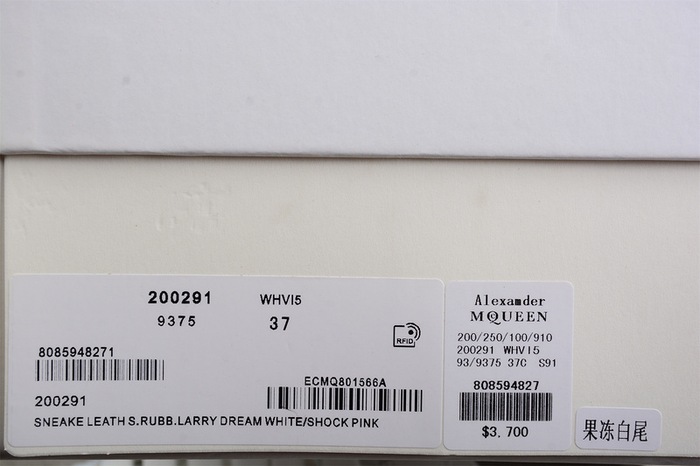 200291 WHVI5
9375 37
RFID
8085948271
ECMQ801566A
200291
SNEAKE LEATH S.RUBB.LARRY DREAM WHITE/SHOCK PINK
Alexander
MQUEEN
200/250/100/910
200291 WHVI5
93/9375 37C S91
808594827
$3.700
果冻白尾